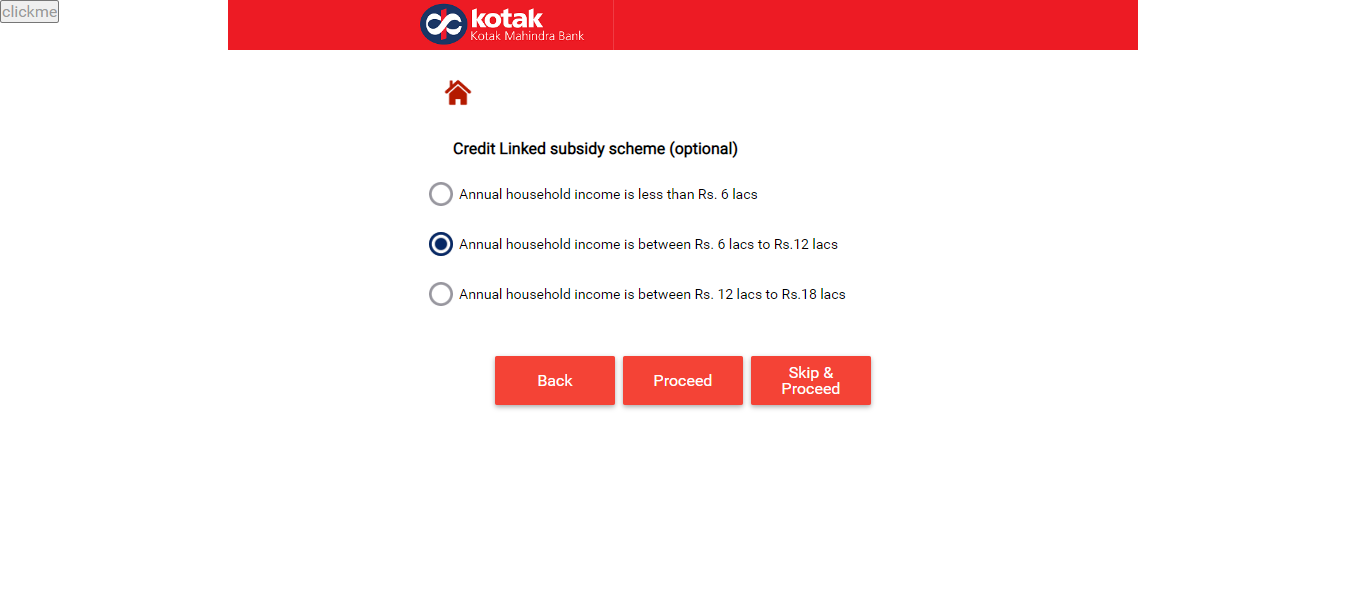 clickme
kotak
Kotak Mahindra Bank
Credit Linked subsidy scheme (optional)
Annual household income is less than Rs. 6 lacs
Annual household income is between Rs. 6 lacs to Rs.12 lacs
Annual household income is between Rs. 12 lacs to Rs.18 lacs
Back
Proceed
Skip &
Proceed